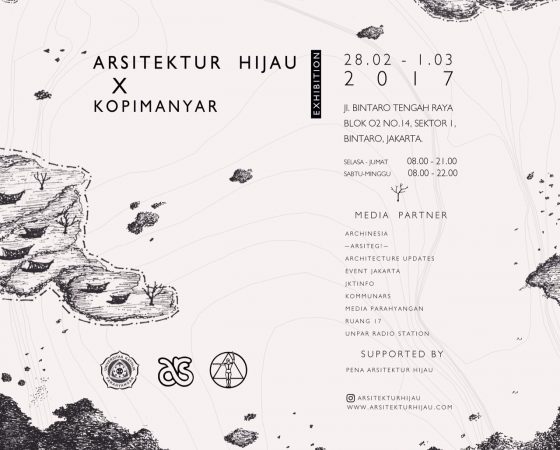 ARSITEKTUR HIJAU
X
KOPIMANYAR
EXHIBITION
28.02 - 1.03
2017
Jl. BINTARO TENGAH RAYA
BLOK O2 NO.14, SEKTOR 1,
BINTARO, JAKARTA.
SELASA - JUMAT 08.00 - 21.00
SABTU-MINGGU 08.00 - 22.00
MEDIA PARTNER
ARCHINESIA
—ARSITEG!—
ARCHITECTURE UPDATES
EVENT JAKARTA
JKTINFO
KOMMUNARS
MEDIA PARAHYANGAN
RUANG 17
UNPAR RADIO STATION
SUPPORTED BY
PENA ARSITEKTUR HIJAU
ARSITEKTURHIJAU
WWW.ARSITEKTURHIJAU.COM